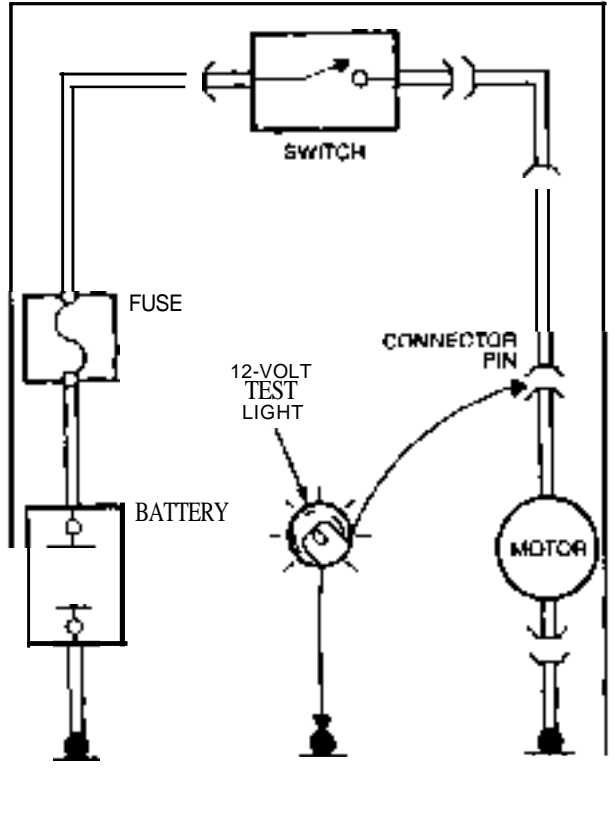 SWITCH
FUSE
CONNECTOR
PIN
12-VOLT
TEST
LIGHT
BATTERY
MOTOR